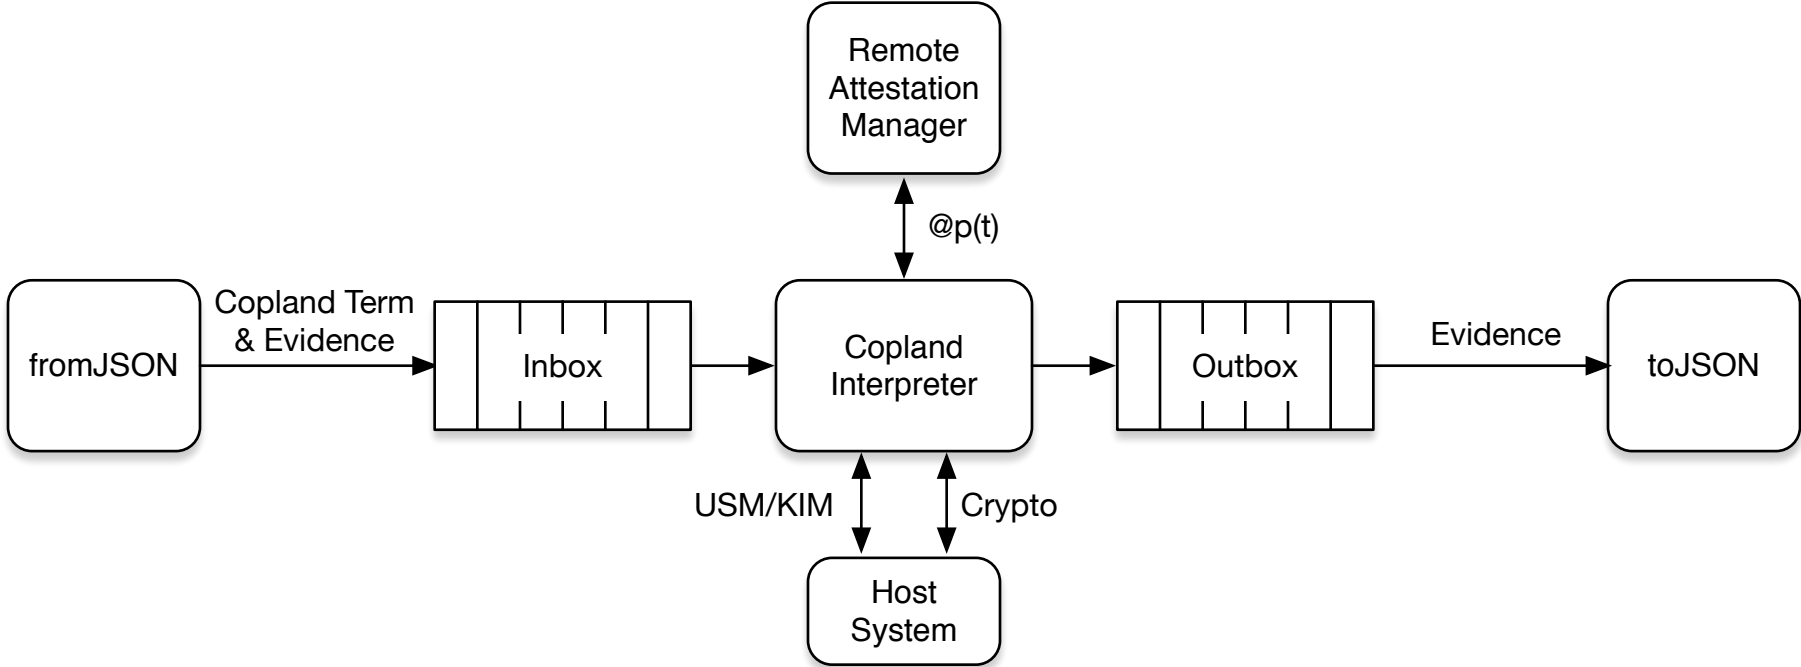 Remote
Attestation
Manager
@p(t)
Copland Term
& Evidence
fromJSON
Inbox
Copland
Interpreter
Outbox
Evidence
toJSON
USM/KIM
Crypto
Host
System